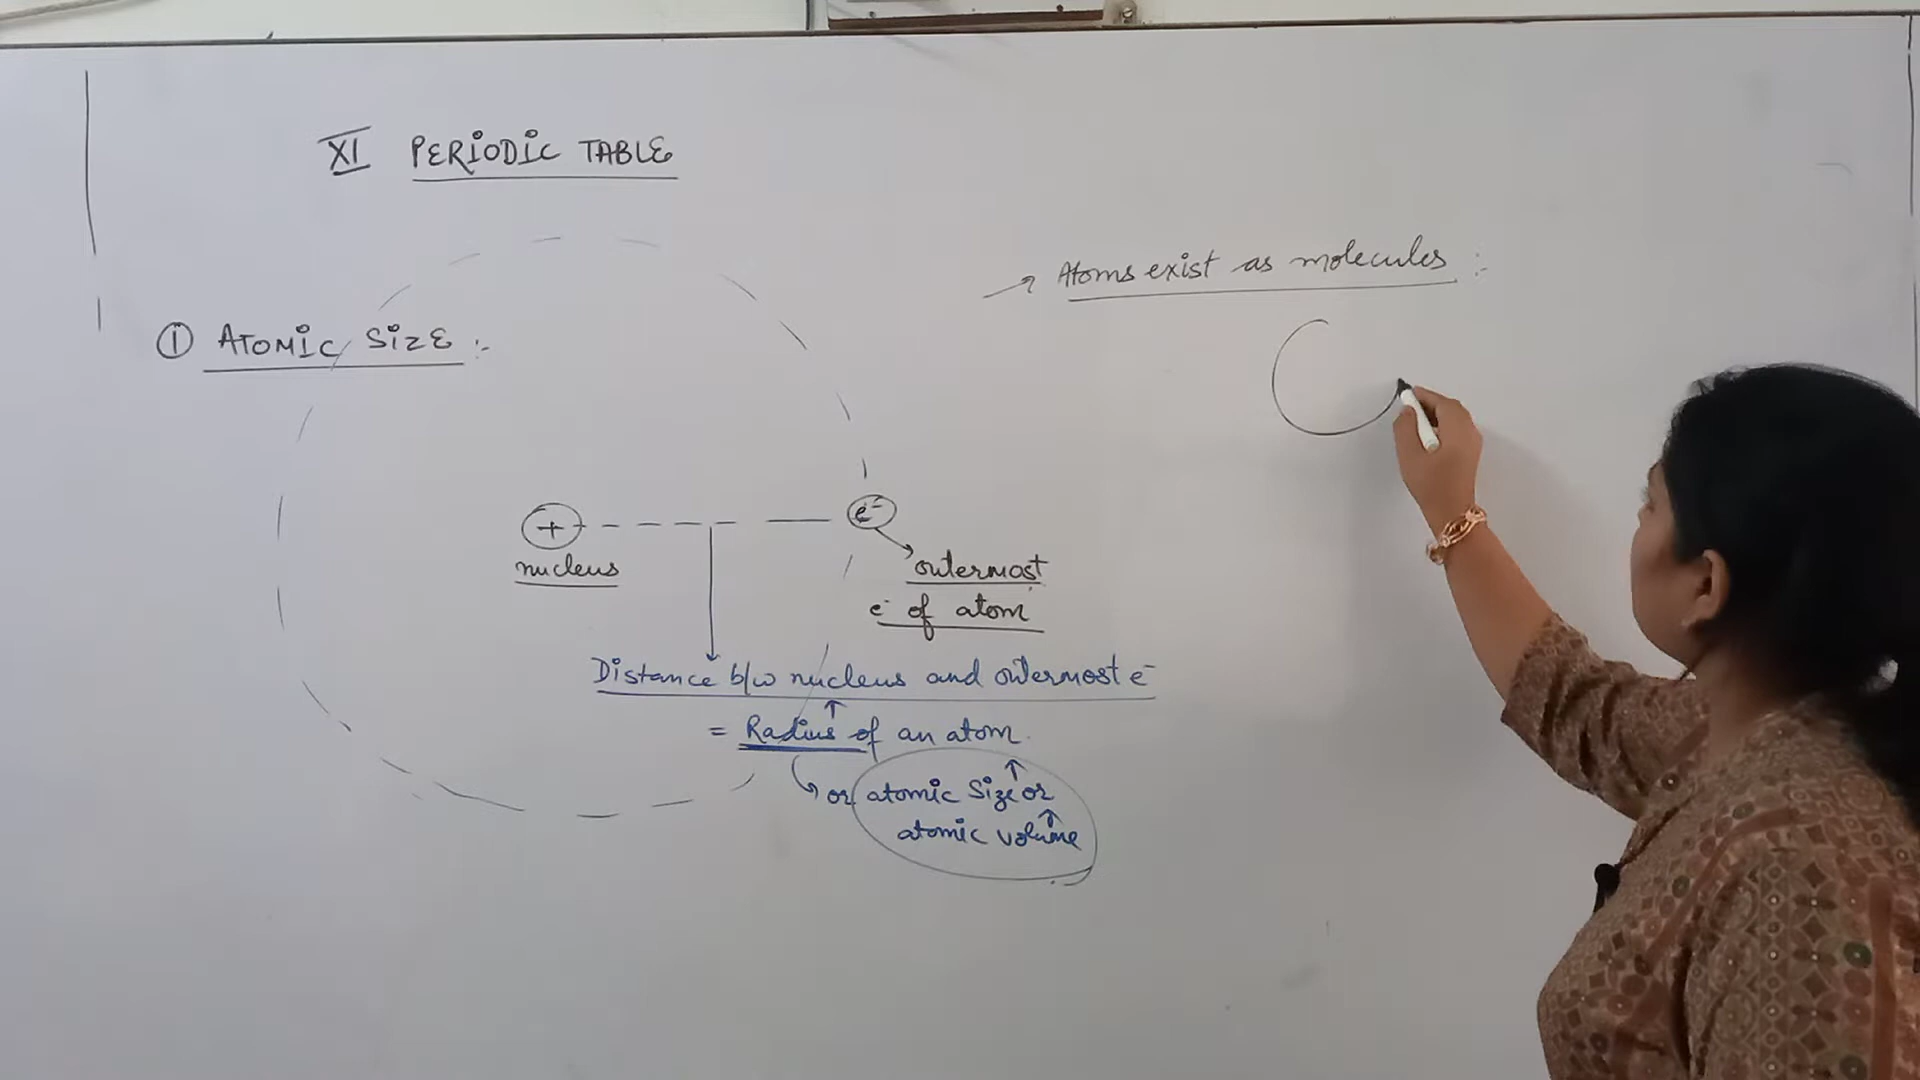 XI PERIODIC TABLE
① ATOMIC SIZE :-
+
nucleus
e⁻
outermost
e⁻ of atom
Distance b/w nucleus and outermost e⁻
= Radius of an atom.
or atomic size or
atomic volume
→ Atoms exist as molecules :-